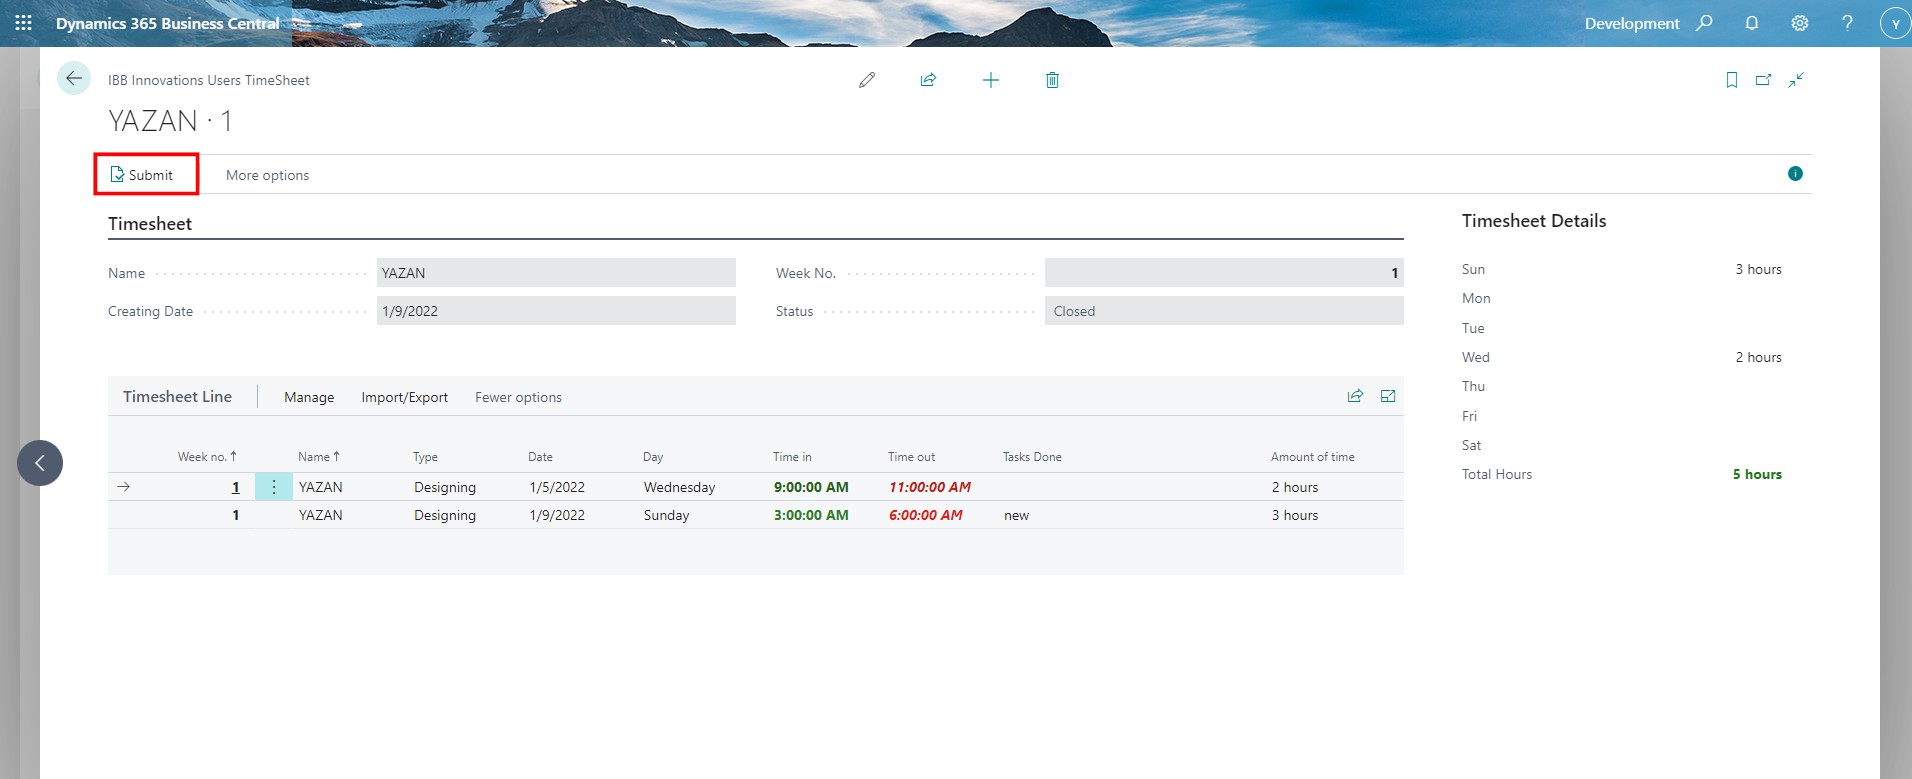 Dynamics 365 Business Central
Development
?
Y
IBB Innovations Users TimeSheet
YAZAN · 1
Submit
More options
i
Timesheet
Name
YAZAN
Week No.
1
Creating Date
1/9/2022
Status
Closed
Timesheet Line
Manage
Import/Export
Fewer options
Week no.↑ Name↑ Type Date Day Time in Time out Tasks Done Amount of time
→ 1 ⋮ YAZAN Designing 1/5/2022 Wednesday 9:00:00 AM 11:00:00 AM 2 hours
1 YAZAN Designing 1/9/2022 Sunday 3:00:00 AM 6:00:00 AM new 3 hours
Timesheet Details
Sun 3 hours
Mon
Tue
Wed 2 hours
Thu
Fri
Sat
Total Hours 5 hours